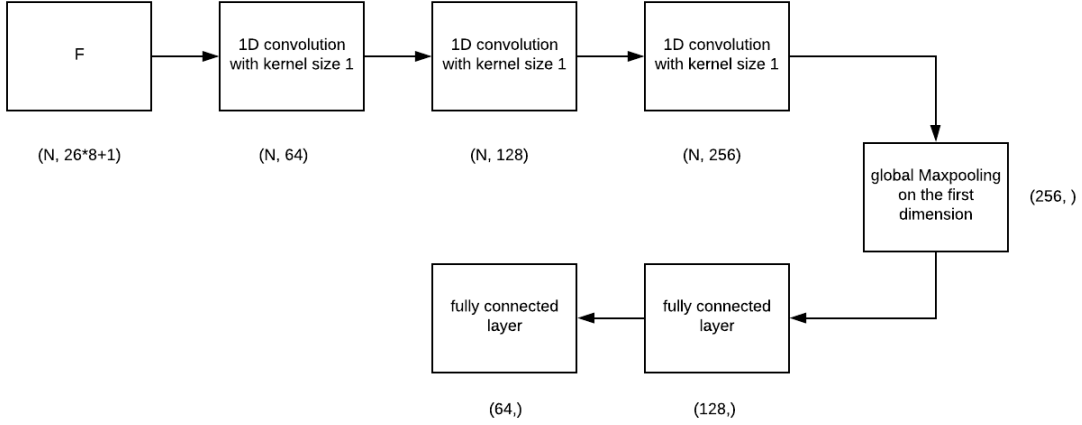 F
1D convolution
with kernel size 1
1D convolution
with kernel size 1
1D convolution
with kernel size 1
(N, 26*8+1)
(N, 64)
(N, 128)
(N, 256)
global Maxpooling
on the first
dimension
(256, )
fully connected
layer
fully connected
layer
(64,)
(128,)